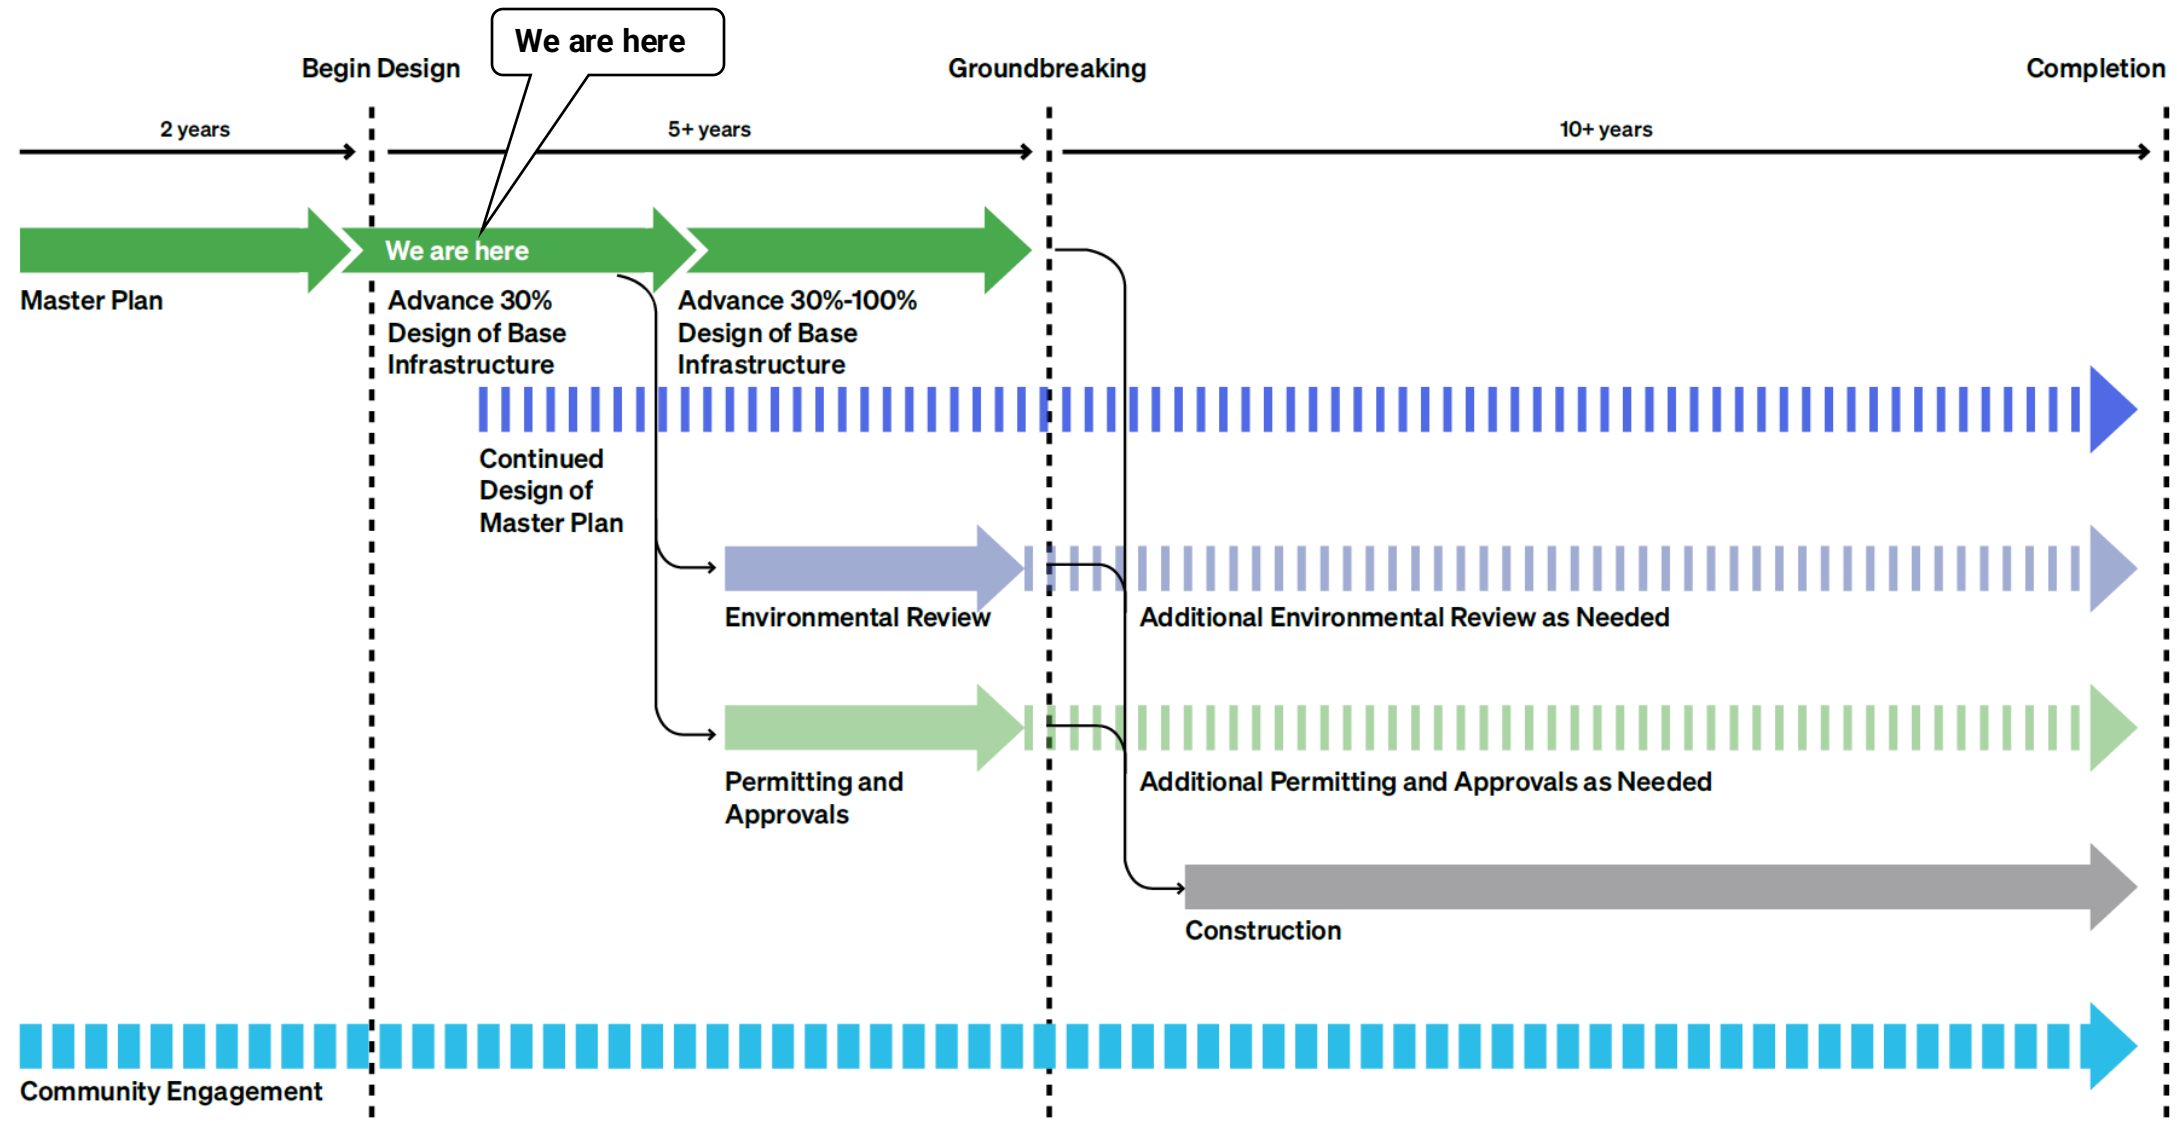 We are here
Begin Design
Groundbreaking
Completion
2 years
5+ years
10+ years
We are here
Master Plan
Advance 30%
Design of Base
Infrastructure
Advance 30%-100%
Design of Base
Infrastructure
Continued
Design of
Master Plan
Environmental Review
Additional Environmental Review as Needed
Permitting and
Approvals
Additional Permitting and Approvals as Needed
Construction
Community Engagement